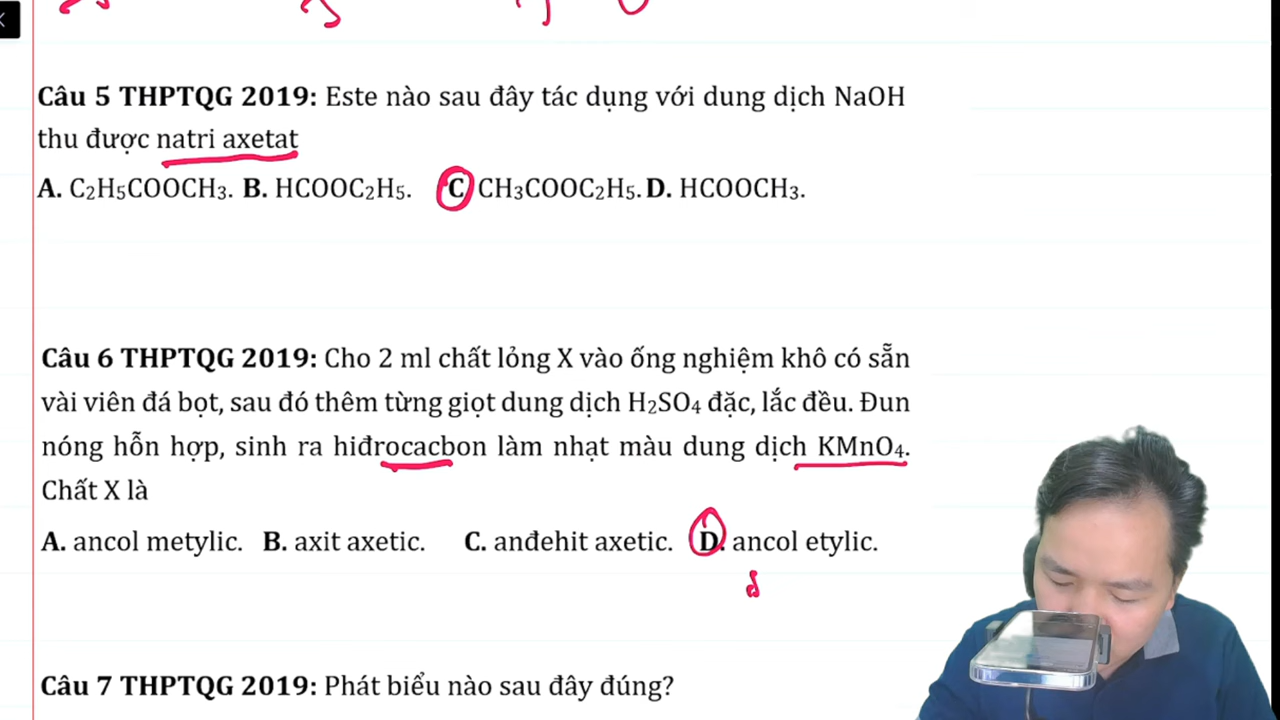 Câu 5 THPTQG 2019: Este nào sau đây tác dụng với dung dịch NaOH
thu được natri axetat
A. C₂H₅COOCH₃. B. HCOOC₂H₅. C CH₃COOC₂H₅. D. HCOOCH₃.
Câu 6 THPTQG 2019: Cho 2 ml chất lỏng X vào ống nghiệm khô có sẵn
vài viên đá bọt, sau đó thêm từng giọt dung dịch H₂SO₄ đặc, lắc đều. Đun
nóng hỗn hợp, sinh ra hiđrocacbon làm nhạt màu dung dịch KMnO₄.
Chất X là
A. ancol metylic. B. axit axetic. C. anđehit axetic. D. ancol etylic.
Câu 7 THPTQG 2019: Phát biểu nào sau đây đúng?